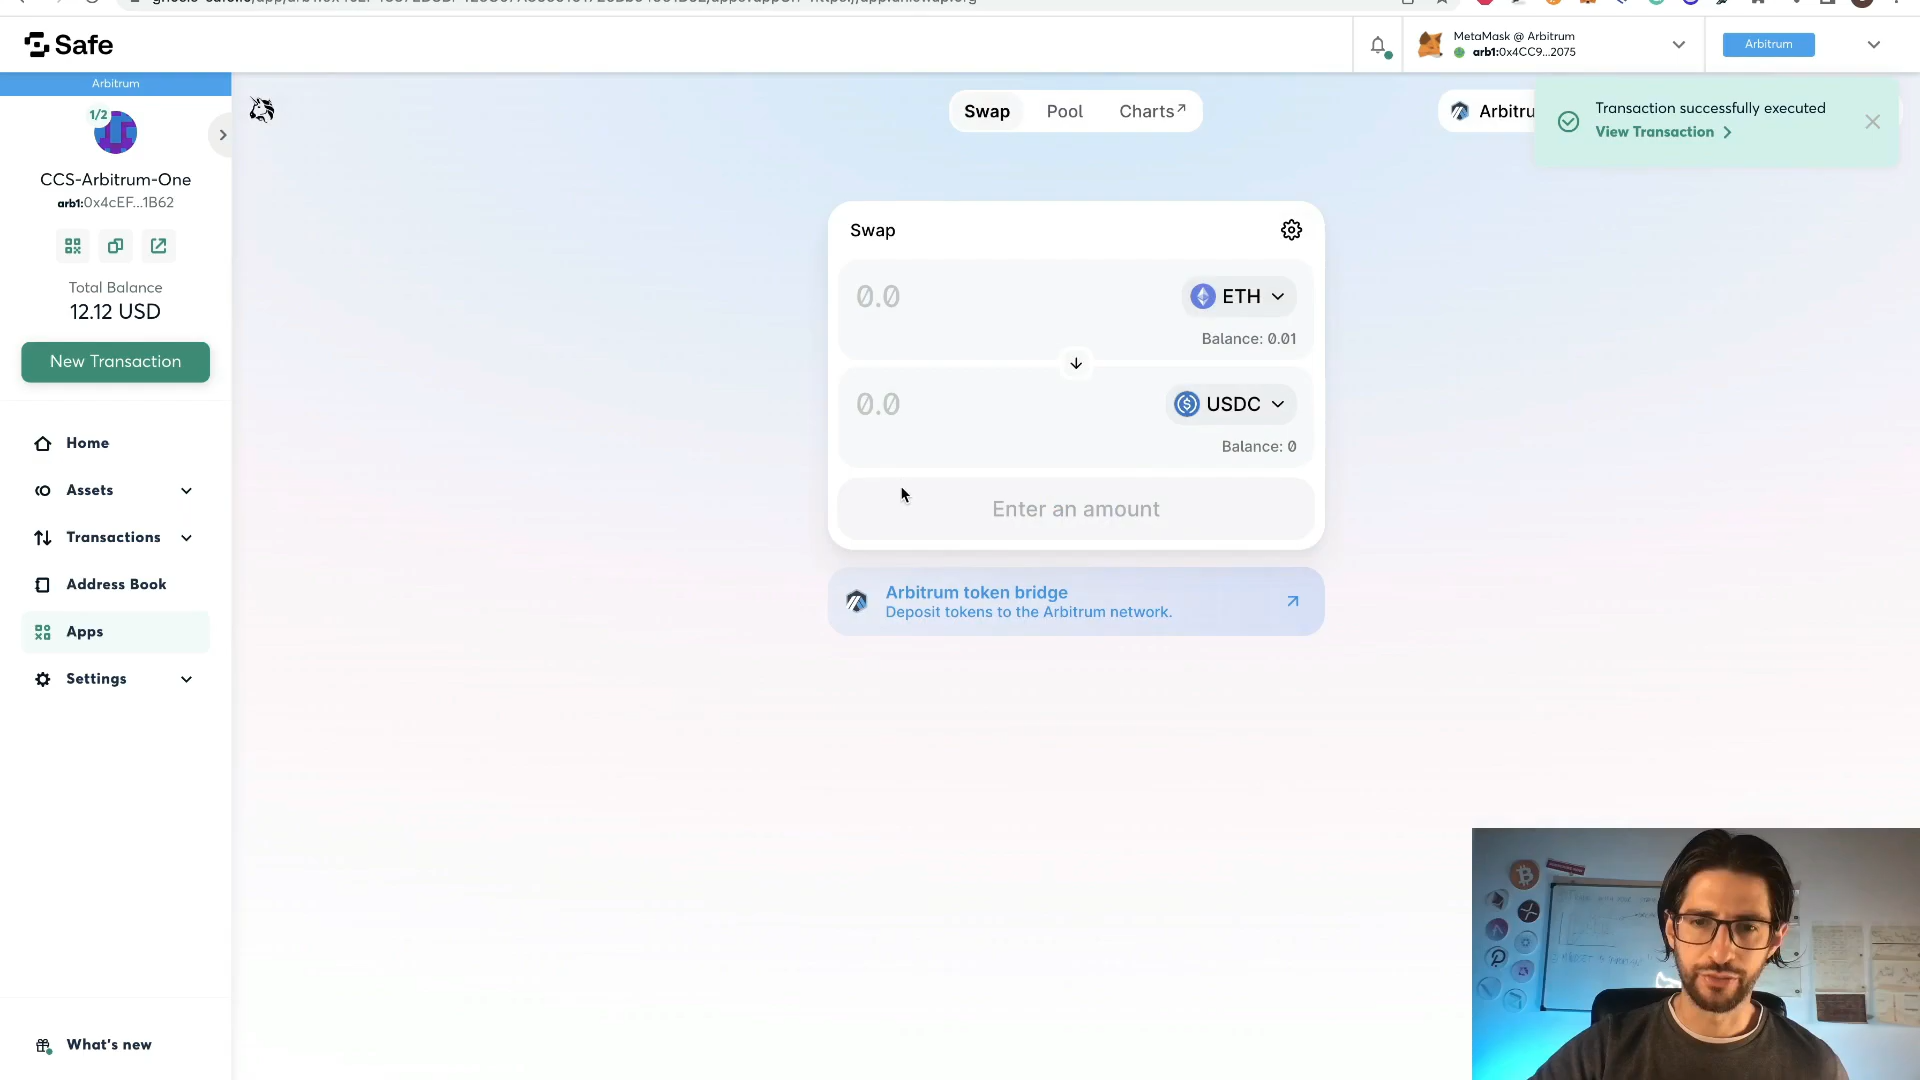 Safe
MetaMask @ Arbitrum
arb1:0x4CC9...2075
Arbitrum
Arbitrum
1/2
CCS-Arbitrum-One
arb1:0x4cEF...1B62
Total Balance
12.12 USD
New Transaction
Home
Assets
Transactions
Address Book
Apps
Settings
What's new
Swap
Pool
Charts↗
Arbitru
Transaction successfully executed
View Transaction
Swap
0.0
ETH
Balance: 0.01
0.0
USDC
Balance: 0
Enter an amount
Arbitrum token bridge
Deposit tokens to the Arbitrum network.